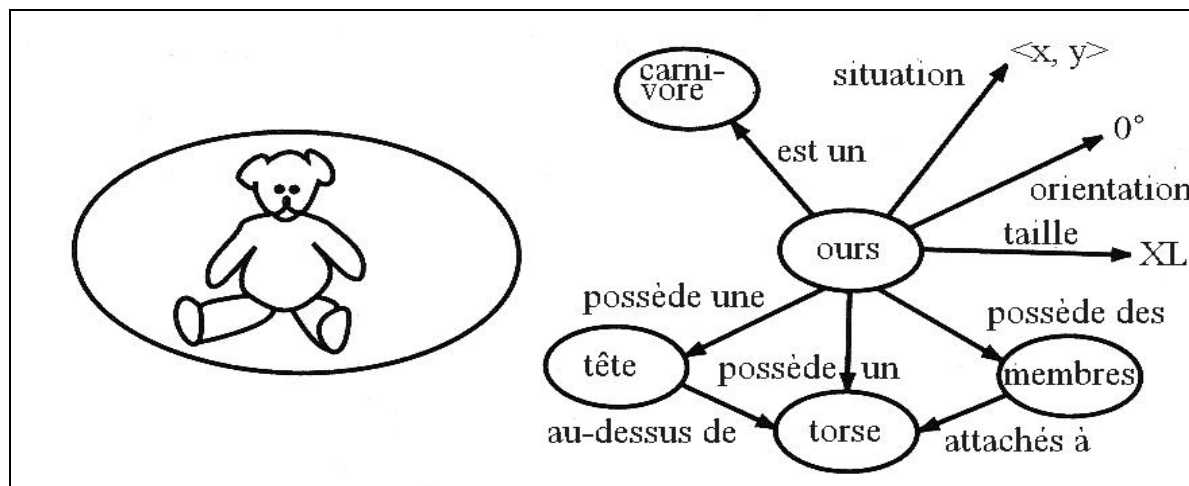 carni-
vore
situation
<x, y>
est un
0°
orientation
ours
taille
XL
possède une
possède des
tête
possède un
membres
au-dessus de
torse
attachés à